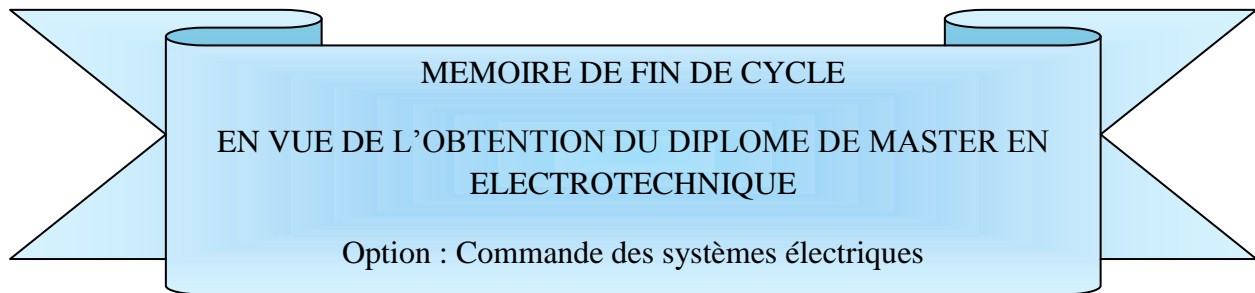 MEMOIRE DE FIN DE CYCLE
EN VUE DE L'OBTENTION DU DIPLOME DE MASTER EN
ELECTROTECHNIQUE
Option : Commande des systèmes électriques